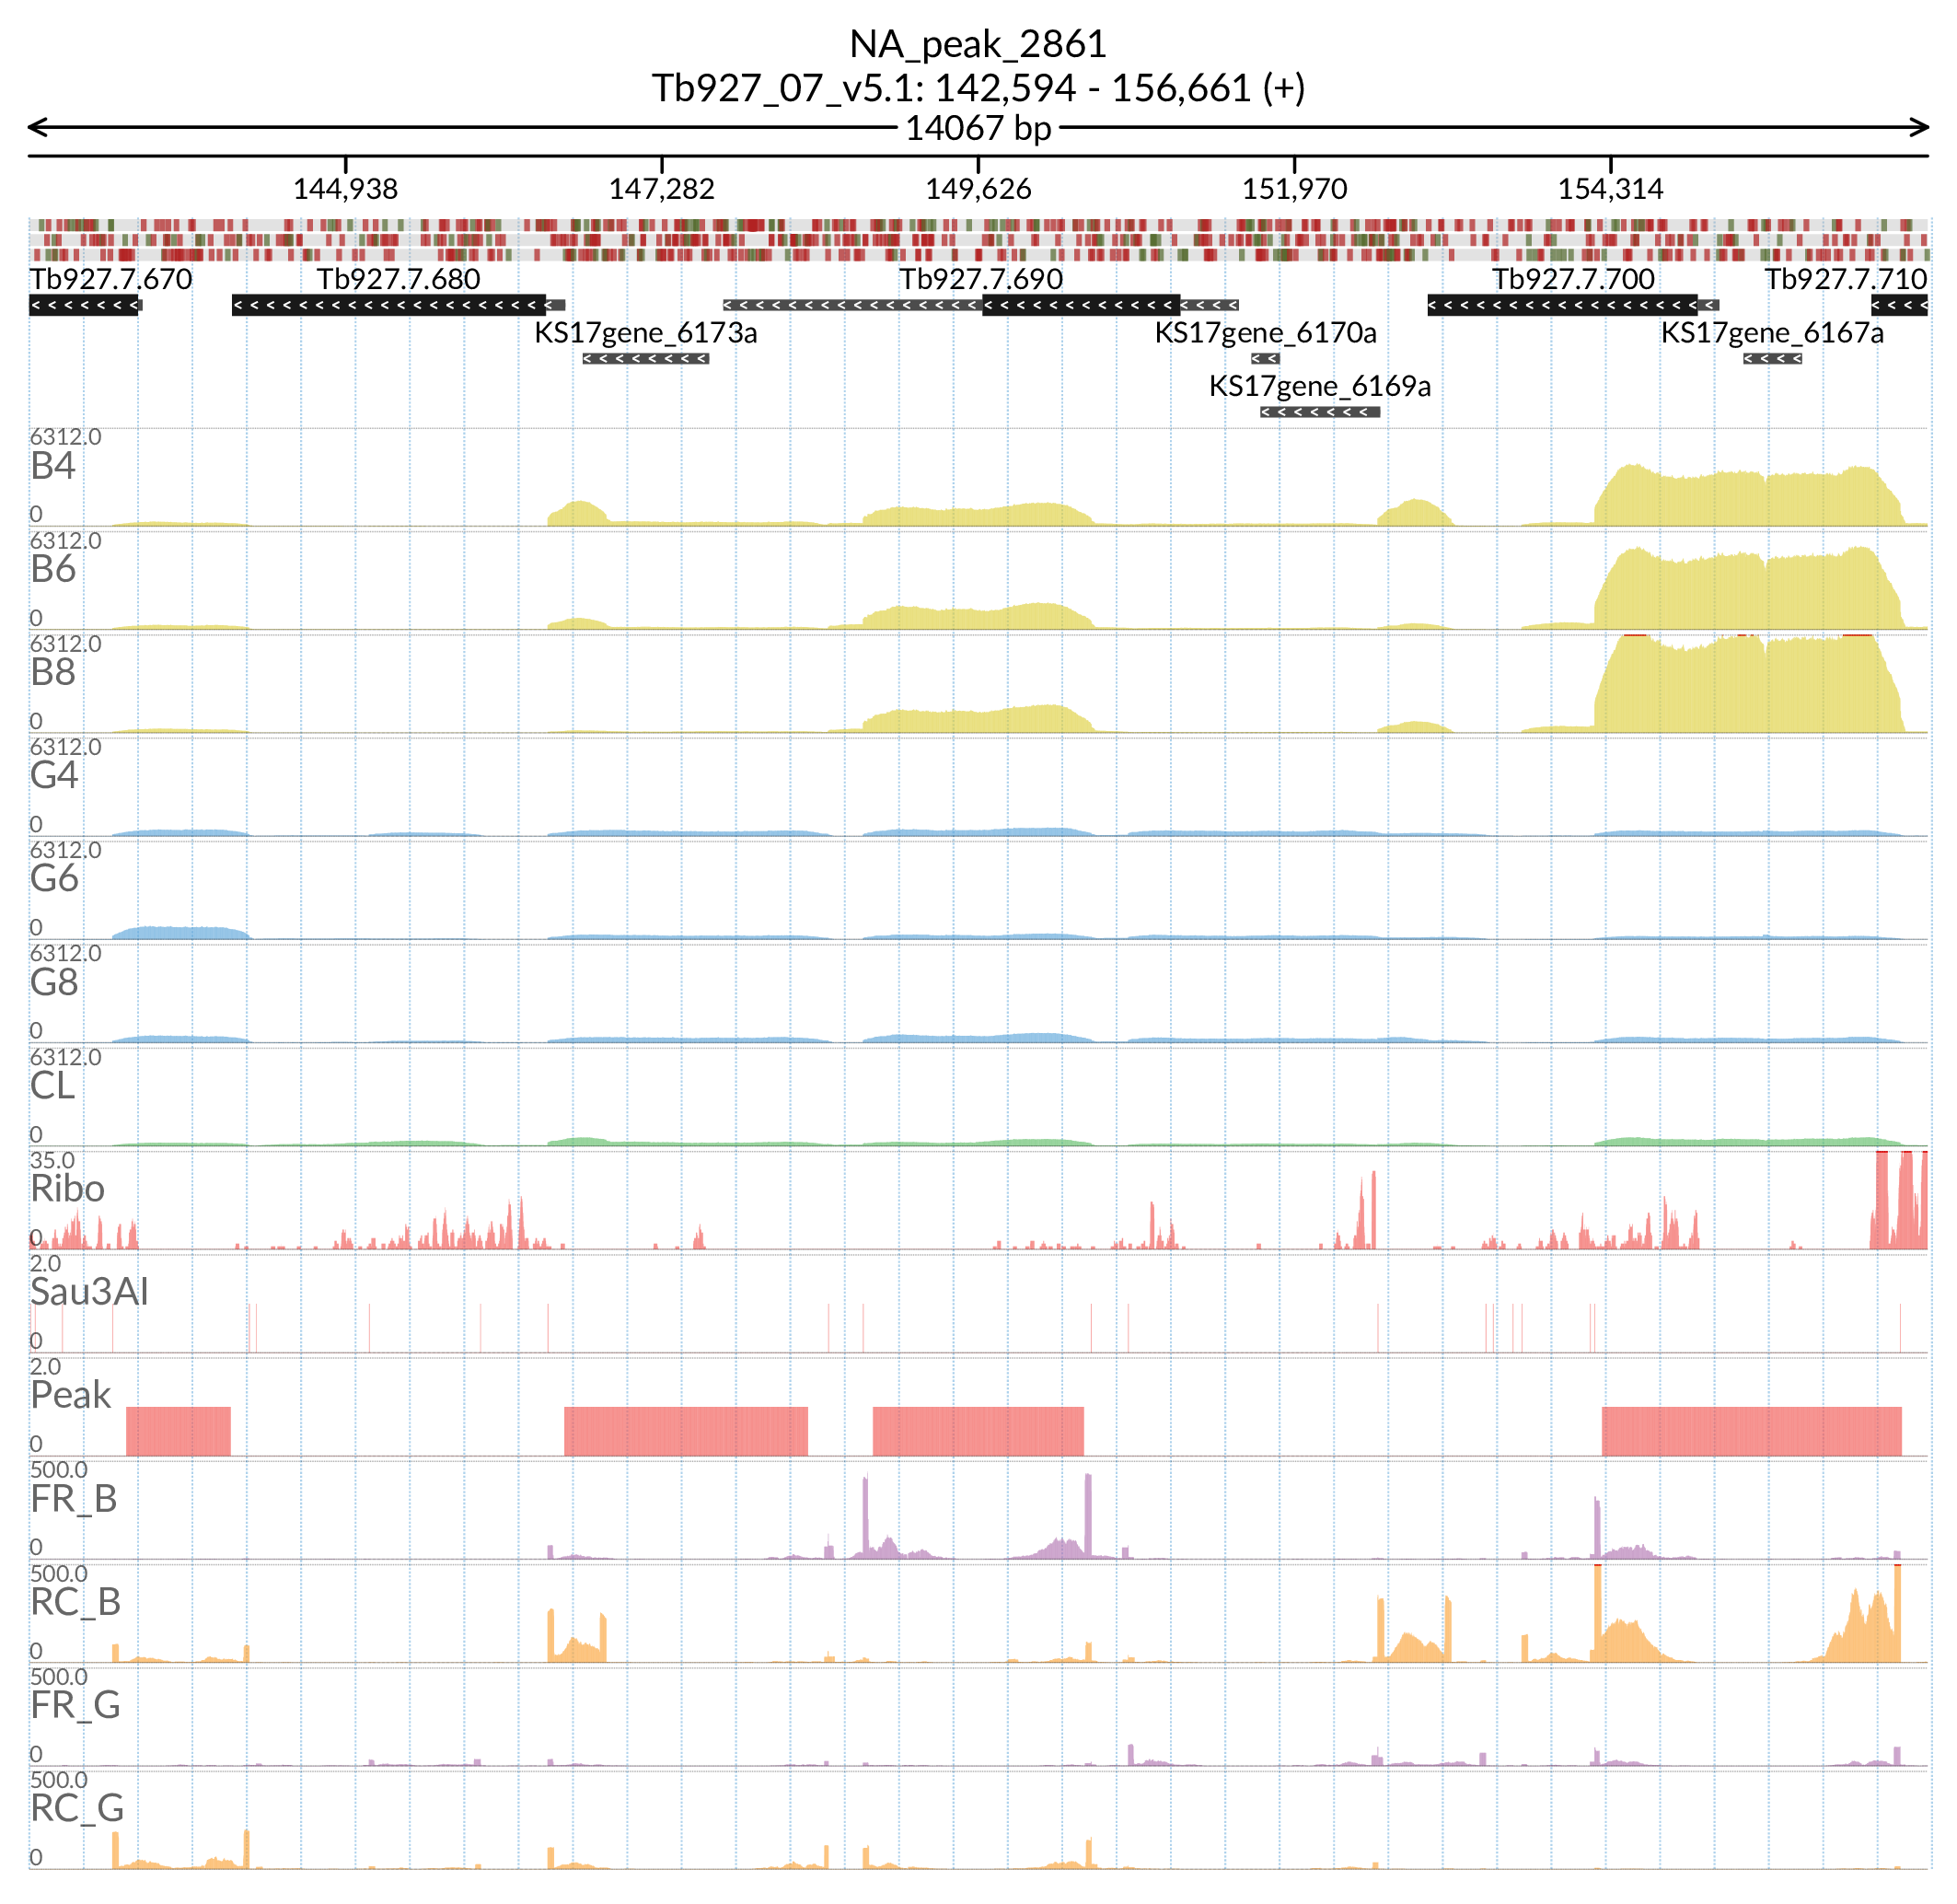 NA_peak_2861
Tb927_07_v5.1: 142,594 - 156,661 (+)
14067 bp
144,938 147,282 149,626 151,970 154,314
Tb927.7.670 Tb927.7.680 Tb927.7.690 Tb927.7.700 Tb927.7.710
KS17gene_6173a KS17gene_6170a KS17gene_6167a
KS17gene_6169a
6312.0
B4
0
6312.0
B6
0
6312.0
B8
0
6312.0
G4
0
6312.0
G6
0
6312.0
G8
0
6312.0
CL
0
35.0
Ribo
0
2.0
Sau3AI
0
2.0
Peak
0
500.0
FR_B
0
500.0
RC_B
0
500.0
FR_G
0
500.0
RC_G
0